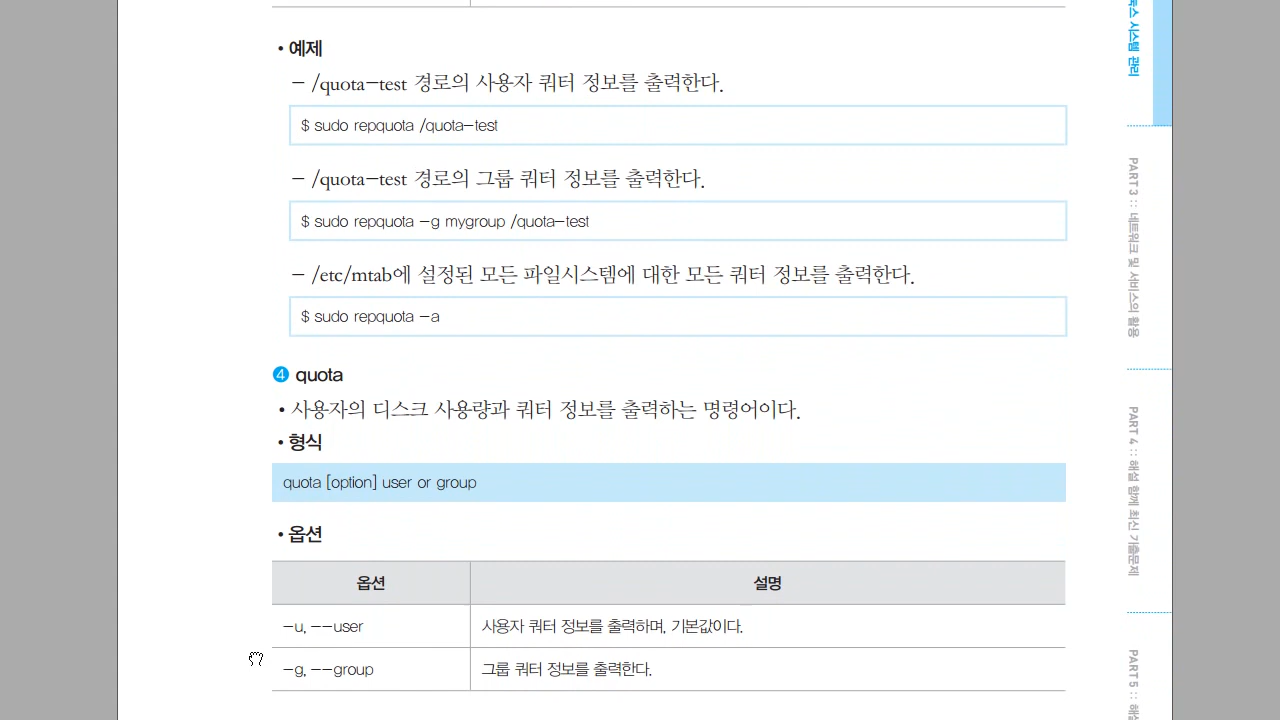 • 예제
– /quota-test 경로의 사용자 쿼터 정보를 출력한다.
$ sudo repquota /quota-test
– /quota-test 경로의 그룹 쿼터 정보를 출력한다.
$ sudo repquota mygroup
– /etc/mtab에 설정된 모든 파일시스템에 대한 모든 쿼터 정보를 출력한다.
$ sudo repquota
4 quota
• 사용자의 디스크 사용량과 쿼터 정보를 출력하는 명령어이다.
• 형식
quota [option] user or group
• 옵션
옵션 설명
-u, --user 사용자 쿼터 정보를 출력하며, 기본값이다.
-g, --group 그룹 쿼터 정보를 출력한다.
시스템 관리
PART 3 :: 네트워크 및 서비스의 활용
PART 4 :: 해설 함께 최신 기출문제
PART 5 ::